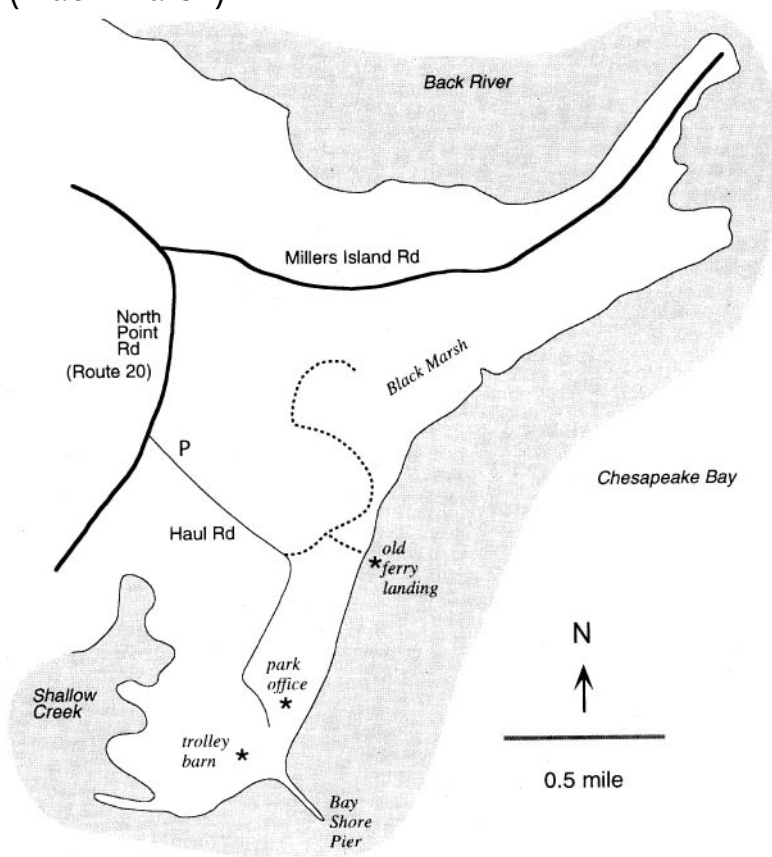 Back River
Millers Island Rd
North
Point
Rd
(Route 20)
Black Marsh
P
Chesapeake Bay
Haul Rd
* old
ferry
landing
N
park
office
*
Shallow
Creek
trolley
barn *
0.5 mile
Bay
Shore
Pier